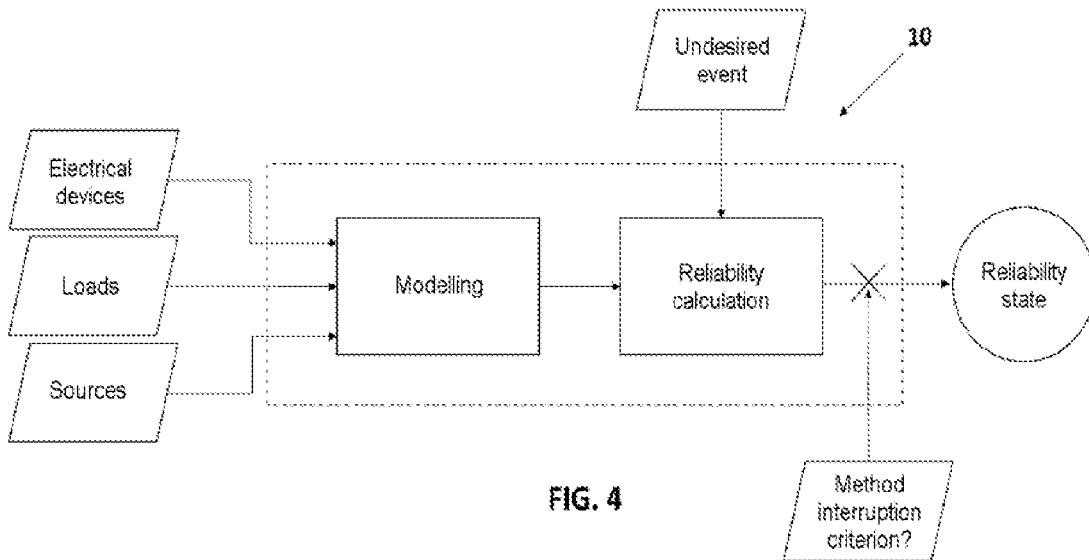 Undesired
event
10
Electrical
devices
Loads
Sources
Modelling
Reliability
calculation
Reliability
state
Method
interruption
criterion?
FIG. 4